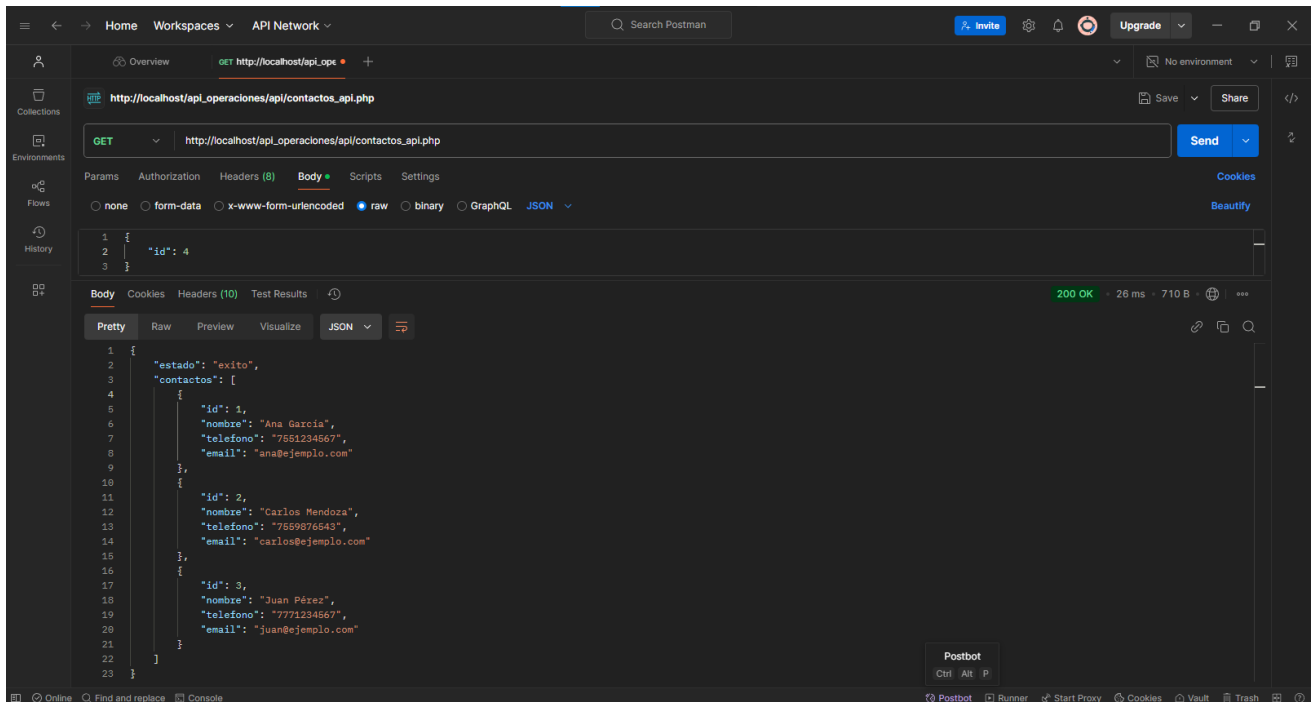 Home Workspaces API Network Search Postman Invite Upgrade
Overview GET http://localhost/api_ope No environment
HTTP http://localhost/api_operaciones/api/contactos_api.php Save Share
Collections
GET http://localhost/api_operaciones/api/contactos_api.php Send
Environments
Params Authorization Headers (8) Body Scripts Settings Cookies
Flows
none form-data x-www-form-urlencoded raw binary GraphQL JSON Beautify
History
1 {
2 "id": 4
3 }
Body Cookies Headers (10) Test Results 200 OK 26 ms 710 B
Pretty Raw Preview Visualize JSON
1 {
2 "estado": "exito",
3 "contactos": [
4 {
5 "id": 1,
6 "nombre": "Ana García",
7 "telefono": "7551234567",
8 "email": "ana@ejemplo.com"
9 },
10 {
11 "id": 2,
12 "nombre": "Carlos Mendoza",
13 "telefono": "7559876543",
14 "email": "carlos@ejemplo.com"
15 },
16 {
17 "id": 3,
18 "nombre": "Juan Pérez",
19 "telefono": "7771234567",
20 "email": "juan@ejemplo.com"
21 }
22 ]
23 }
Postbot
Ctrl Alt P
Online Find and replace Console Postbot Runner Start Proxy Cookies Vault Trash